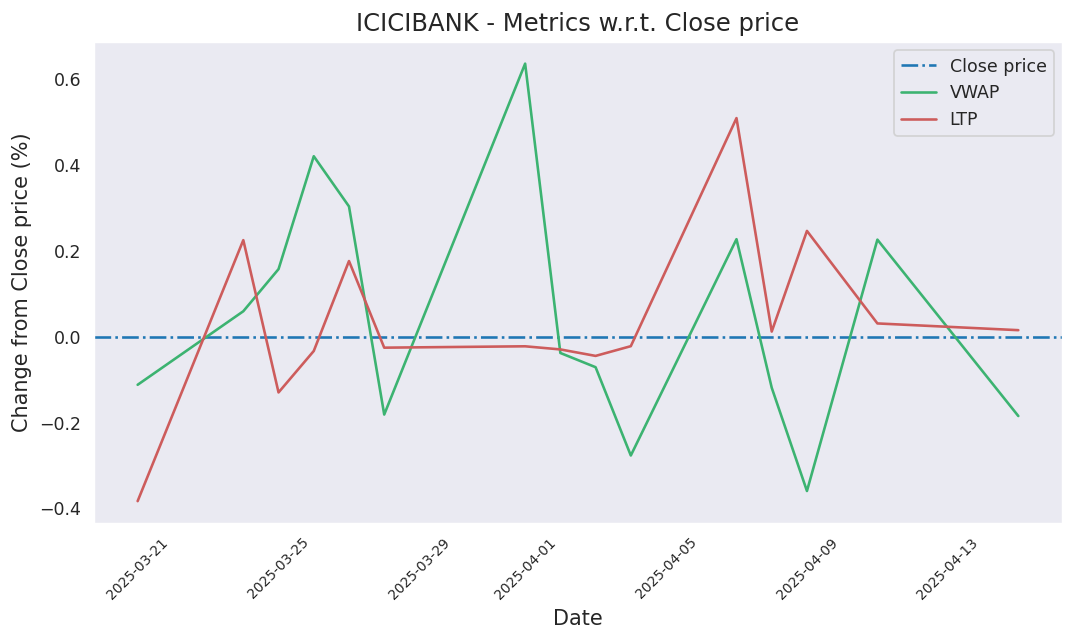 ICICIBANK - Metrics w.r.t. Close price
Close price
VWAP
LTP
Change from Close price (%)
0.6
0.4
0.2
0.0
−0.2
−0.4
2025-03-21
2025-03-25
2025-03-29
2025-04-01
2025-04-05
2025-04-09
2025-04-13
Date